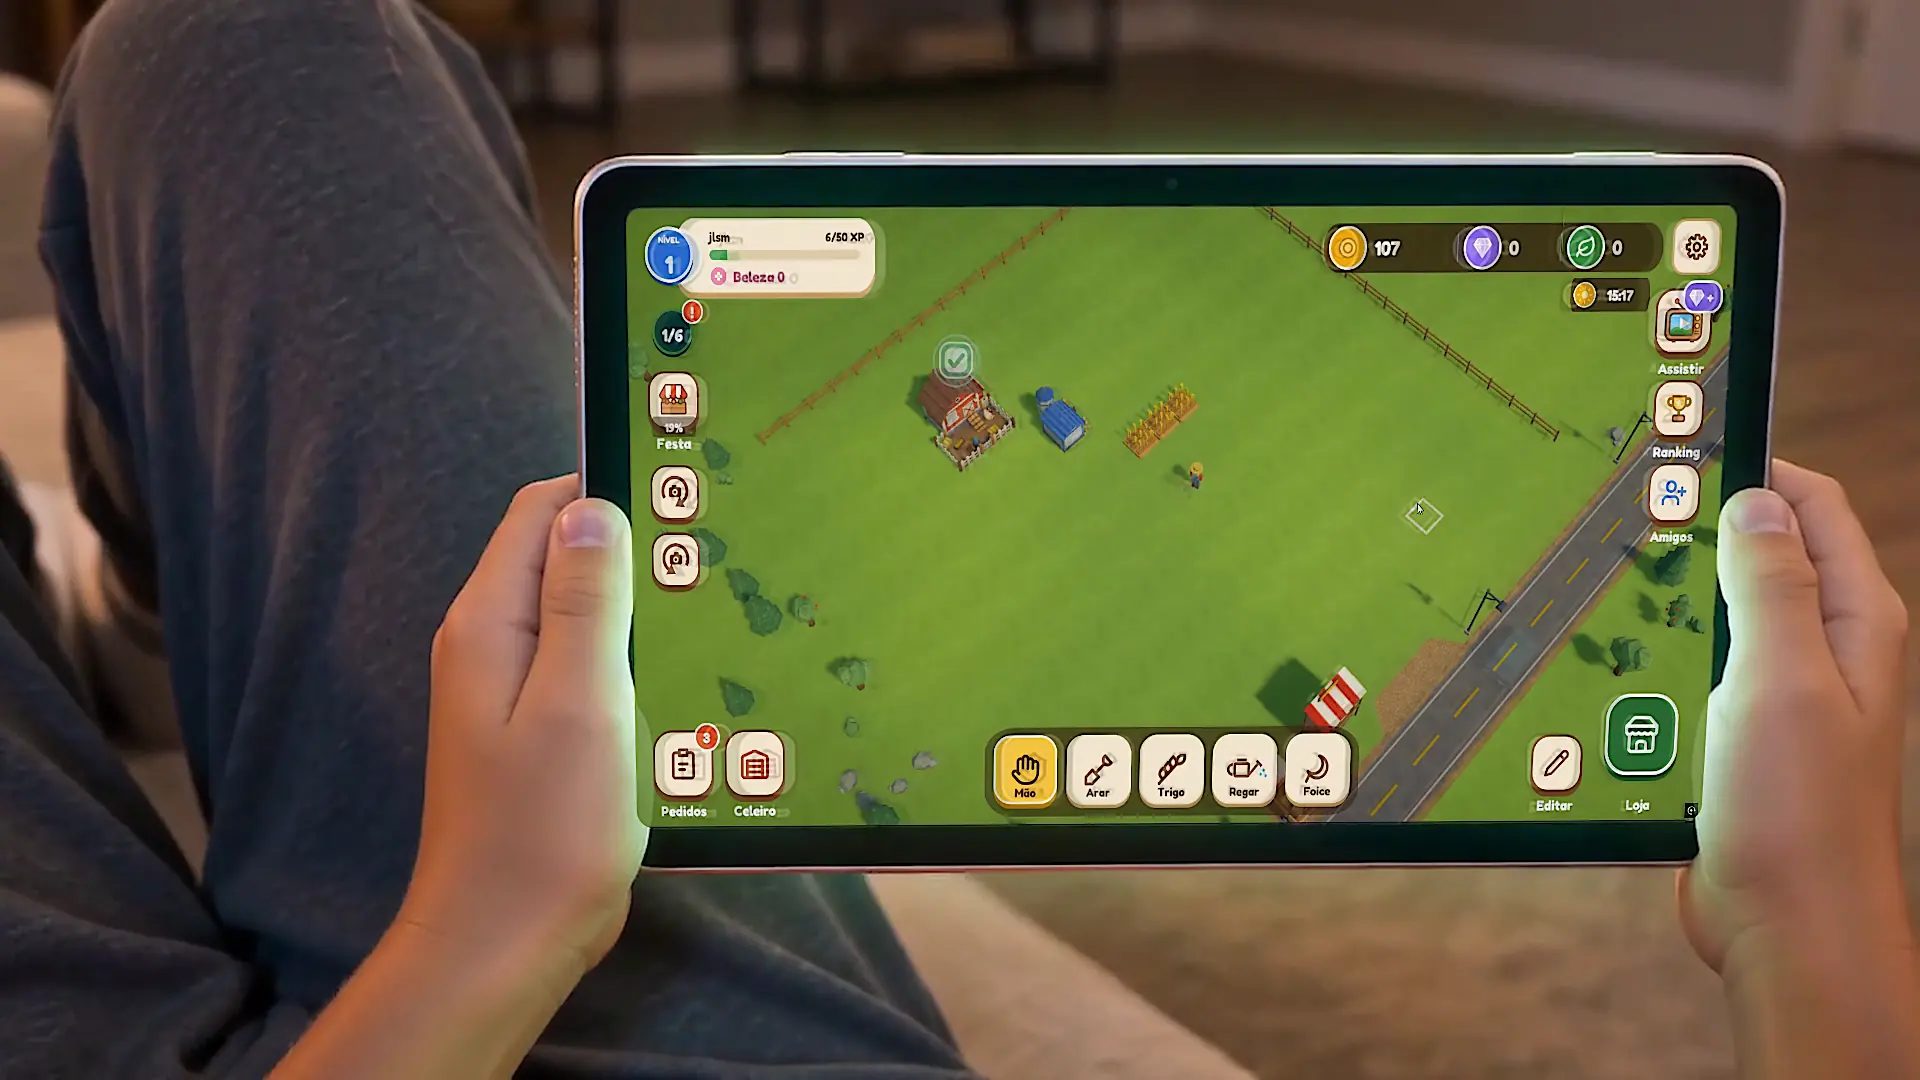 NÍVEL
1
jlsm
6/50 XP
Beleza 0
107
0
0
15:17
1/6
!
19%
Festa
Assistir
Ranking
Amigos
3
Pedidos
Celeiro
Mão
Arar
Trigo
Regar
Foice
Editar
Loja